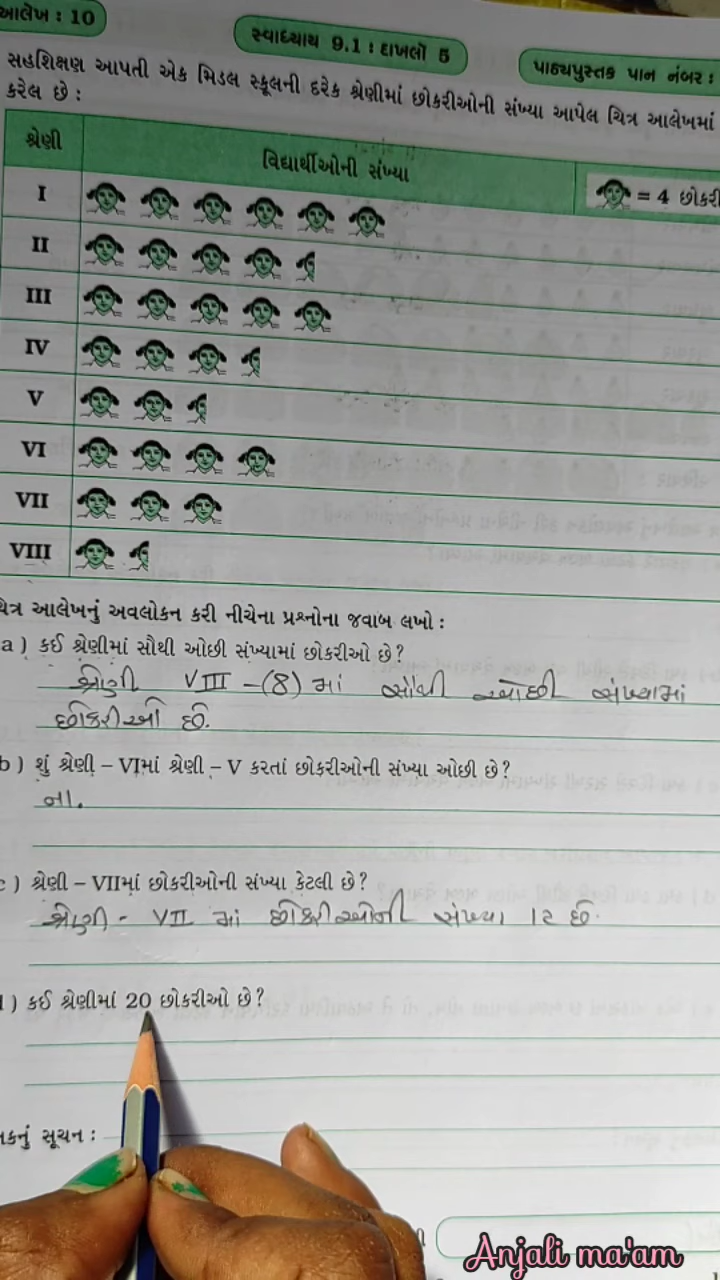 આલેખ : 10
સ્વાધ્યાય 9.1 : દાખલો 5
પાઠ્યપુસ્તક પાન નંબર :
સહશિક્ષણ આપતી એક મિડલ સ્કૂલની દરેક શ્રેણીમાં છોકરીઓની સંખ્યા આપેલ ચિત્ર આલેખમાં
કરેલ છે :
શ્રેણી
વિદ્યાર્થીઓની સંખ્યા
= 4 છોકરી
I
II
III
IV
V
VI
VII
VIII
ચિત્ર આલેખનું અવલોકન કરી નીચેના પ્રશ્નોના જવાબ લખો :
a ) કઈ શ્રેણીમાં સૌથી ઓછી સંખ્યામાં છોકરીઓ છે?
શ્રેણી VIII -(8) માં સૌથી ઓછી સંખ્યામાં
છોકરીઓ છે.
b ) શું શ્રેણી – VIમાં શ્રેણી – V કરતાં છોકરીઓની સંખ્યા ઓછી છે?
ના.
c ) શ્રેણી – VIIમાં છોકરીઓની સંખ્યા કેટલી છે?
શ્રેણી - VII માં છોકરીઓની સંખ્યા 12 છે.
) કઈ શ્રેણીમાં 20 છોકરીઓ છે?
સૂચન :
Anjali ma'am